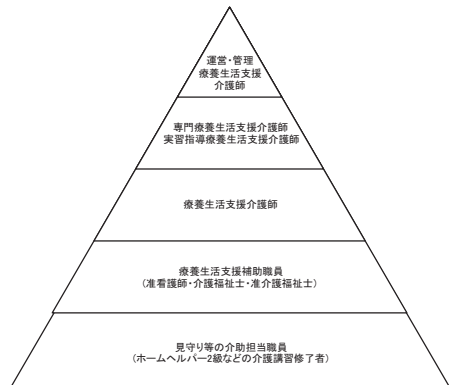 運営・管理
療養生活支援
介護師
専門療養生活支援介護師
実習指導療養生活支援介護師
療養生活支援介護師
療養生活支援補助職員
（准看護師・介護福祉士・准介護福祉士）
見守り等の介助担当職員
（ホームヘルパー2級などの介護講習修了者）